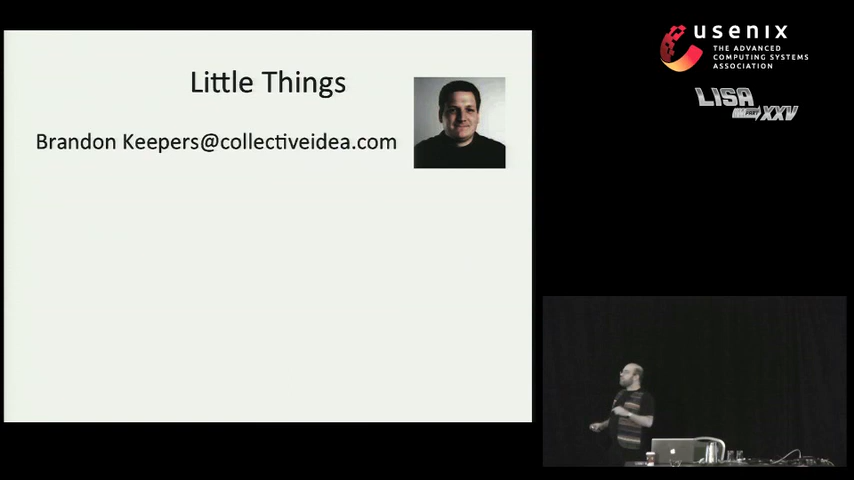 Little Things
Brandon Keepers@collectiveidea.com
usenix
THE ADVANCED
COMPUTING SYSTEMS
ASSOCIATION
LISA
XXV